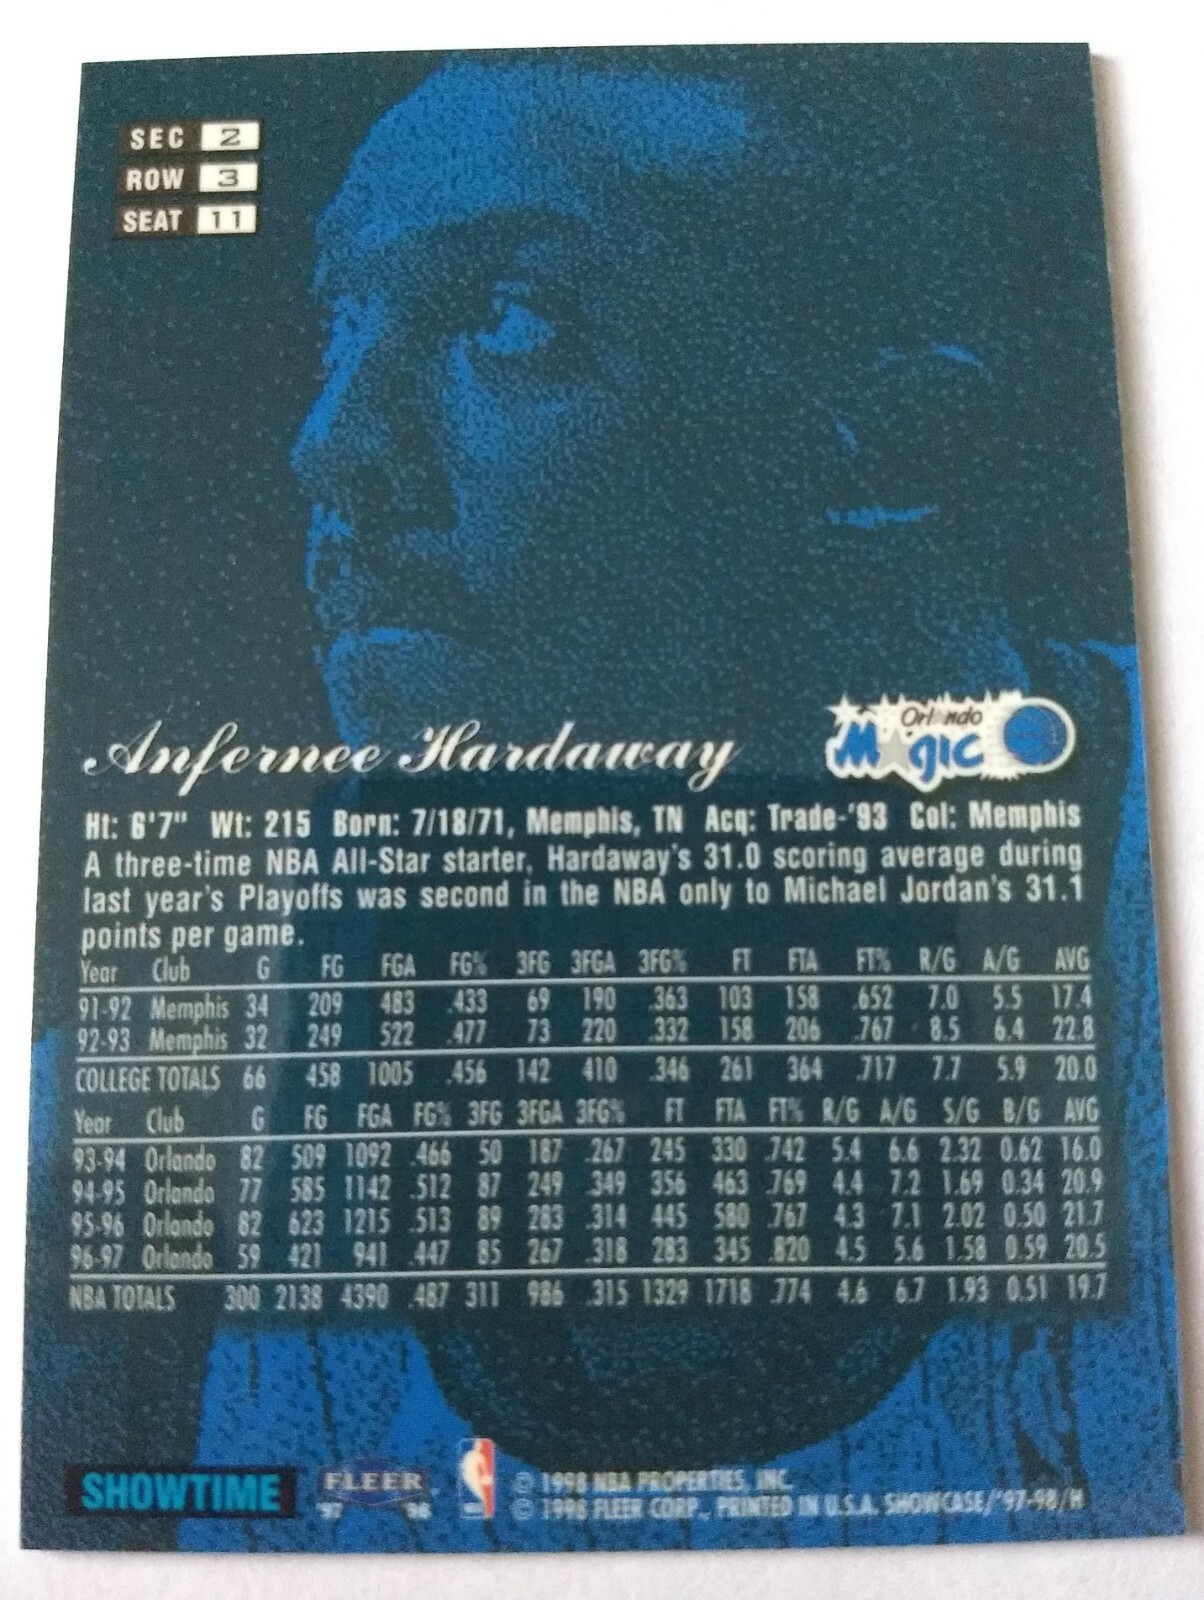 SEC 2
ROW 3
SEAT 11
Anfernee Hardaway
Orlando
Magic
Ht: 6'7" Wt: 215 Born: 7/18/71, Memphis, TN Acq: Trade-'93 Col: Memphis
A three-time NBA All-Star starter, Hardaway's 31.0 scoring average during
last year's Playoffs was second in the NBA only to Michael Jordan's 31.1
points per game.
Year Club G FG FGA FG% 3FG 3FGA 3FG% FT FTA FT% R/G A/G AVG
91-92 Memphis 34 209 483 .433 69 190 .363 103 158 .652 7.0 5.5 17.4
92-93 Memphis 32 249 522 .477 73 220 .332 158 206 .767 8.5 6.4 22.8
COLLEGE TOTALS 66 458 1005 .456 142 410 .346 261 364 .717 7.7 5.9 20.0
Year Club G FG FGA FG% 3FG 3FGA 3FG% FT FTA FT% R/G A/G S/G B/G AVG
93-94 Orlando 82 509 1092 .466 50 187 .267 245 330 .742 5.4 6.6 2.32 0.62 16.0
94-95 Orlando 77 585 1142 .512 87 249 .349 356 463 .769 4.4 7.2 1.69 0.34 20.9
95-96 Orlando 82 623 1215 .513 89 283 .314 445 580 .767 4.3 7.1 2.02 0.50 21.7
96-97 Orlando 59 421 941 .447 85 267 .318 283 345 .820 4.5 5.6 1.58 0.59 20.5
NBA TOTALS 300 2138 4390 .487 311 986 .315 1329 1718 .774 4.6 6.7 1.93 0.51 19.7
SHOWTIME FLEER '97 98
© 1998 NBA PROPERTIES, INC.
© 1998 FLEER CORP., PRINTED IN U.S.A. SHOWCASE/'97-98/H